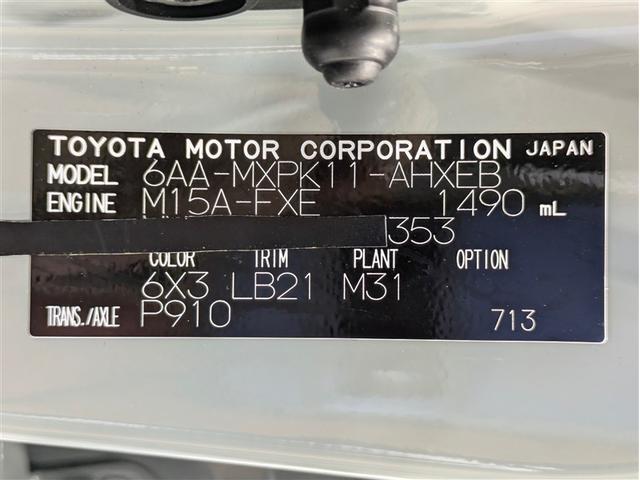 TOYOTA MOTOR CORPORATION JAPAN
MODEL 6AA-MXPK11-AHXEB
ENGINE M15A-FXE 1490 mL
353
COLOR TRIM PLANT OPTION
6X3 LB21 M31
TRANS./AXLE P910 713